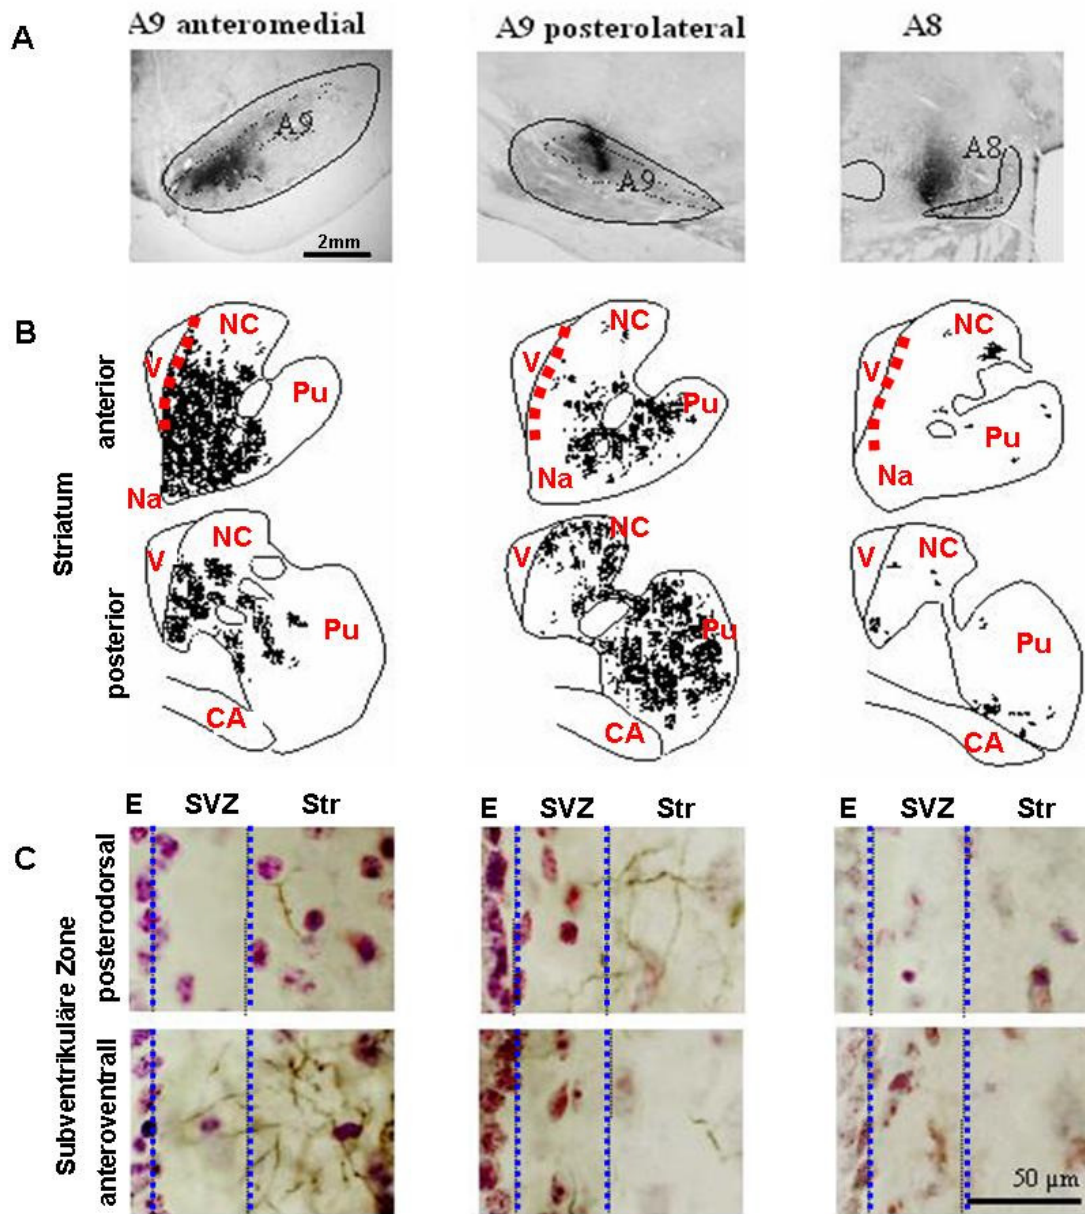 A9 anteromedial
A9 posterolateral
A8
A
A9
A9
A8
2mm
B
Striatum
anterior
posterior
NC
V
Pu
Na
NC
V
Pu
Na
NC
V
Pu
Na
NC
V
Pu
CA
NC
V
Pu
CA
NC
V
Pu
CA
E SVZ Str
E SVZ Str
E SVZ Str
C
Subventrikuläre Zone
posterodorsal
anteroventrall
50 µm